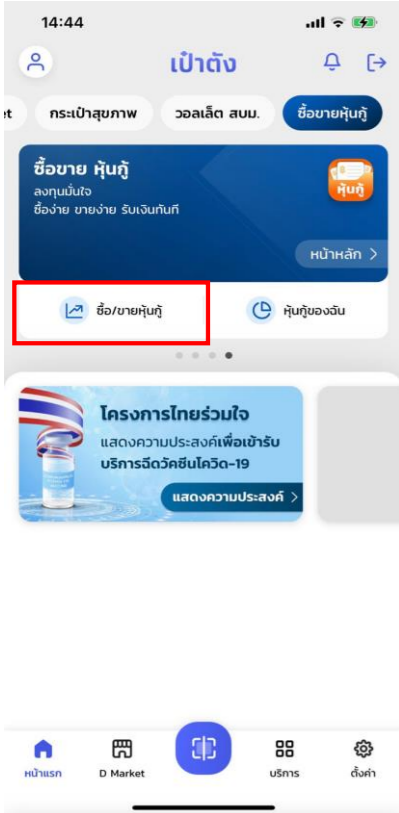 14:44
เป๋าตัง
et
กระเป๋าสุขภาพ
วอลเล็ต สบม.
ซื้อขายหุ้นกู้
ซื้อขาย หุ้นกู้
ลงทุนมั่นใจ
ซื้อง่าย ขายง่าย รับเงินทันที
หุ้นกู้
หน้าหลัก >
ซื้อ/ขายหุ้นกู้
หุ้นกู้ของฉัน
โครงการไทยร่วมใจ
แสดงความประสงค์เพื่อเข้ารับ
บริการฉีดวัคซีนโควิด-19
แสดงความประสงค์ >
หน้าแรก
D Market
บริการ
ตั้งค่า